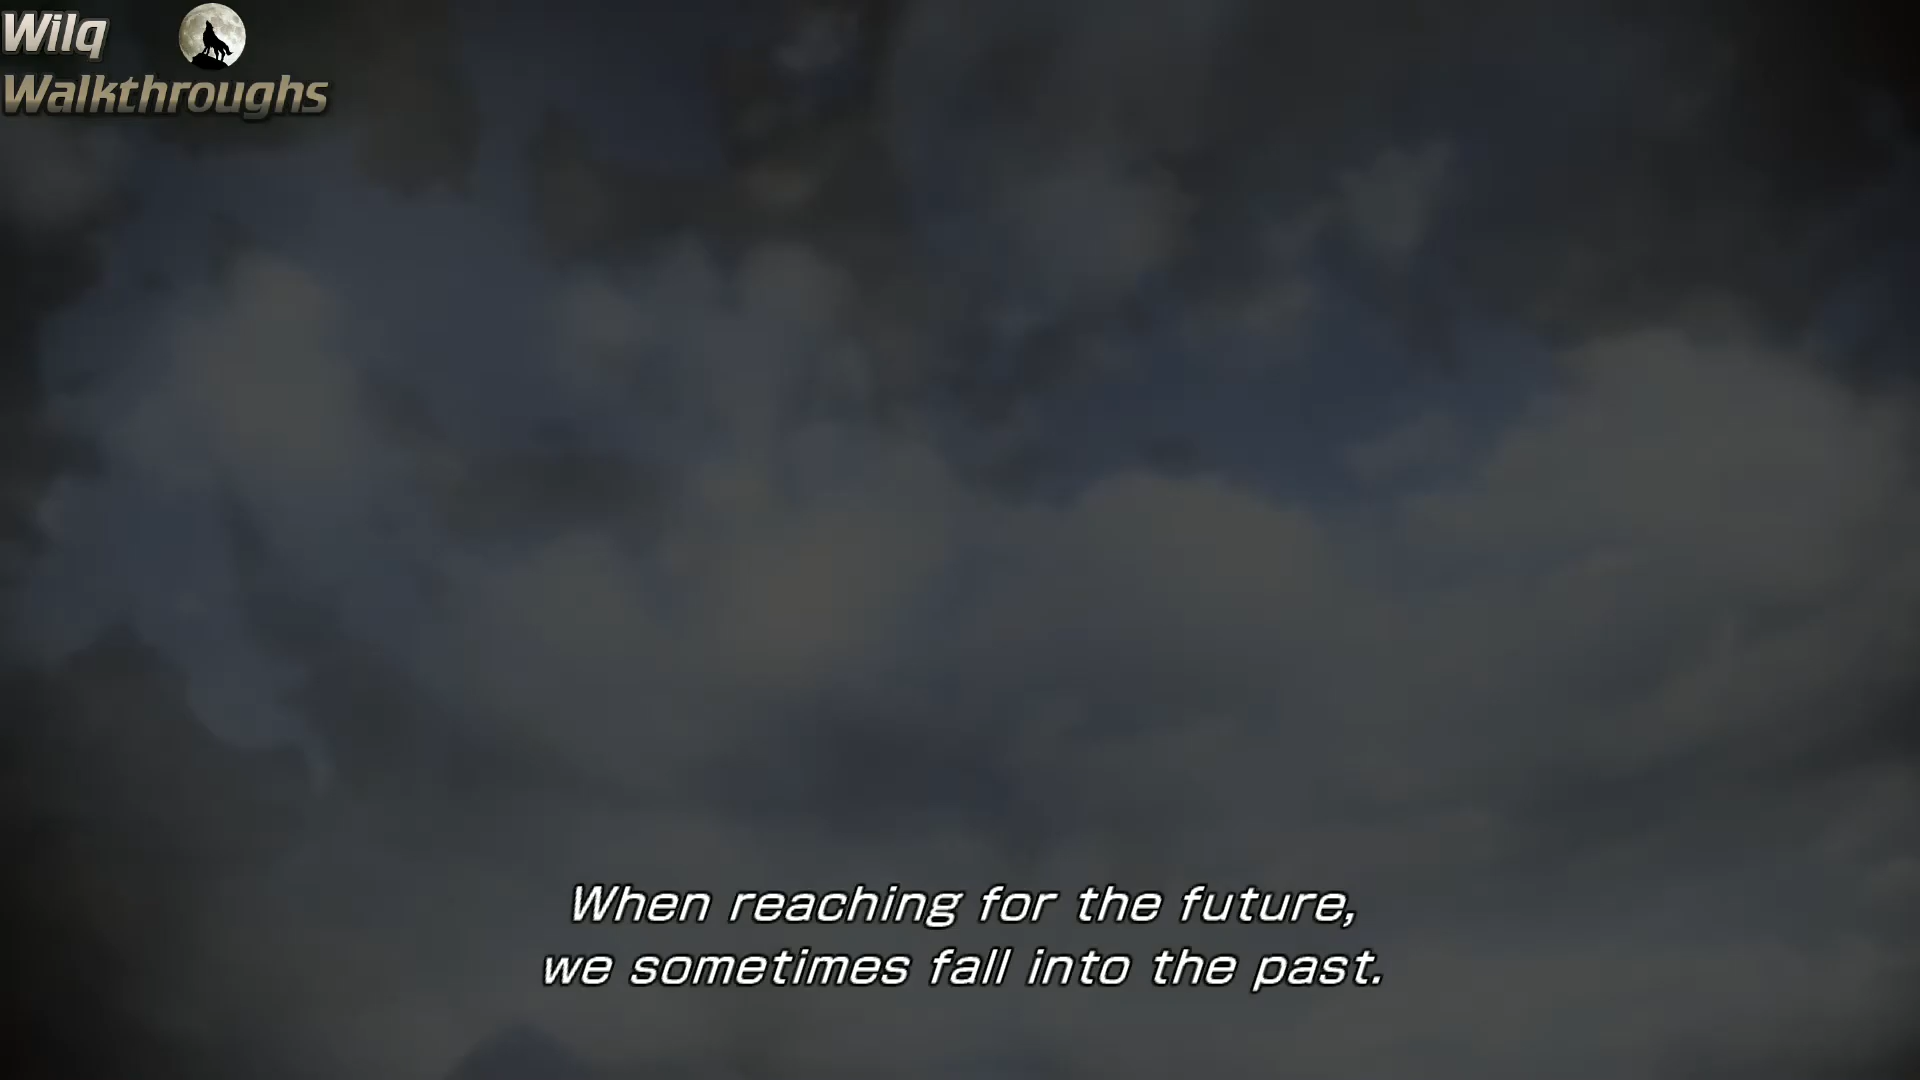 Wilq
Walkthroughs
When reaching for the future,
we sometimes fall into the past.